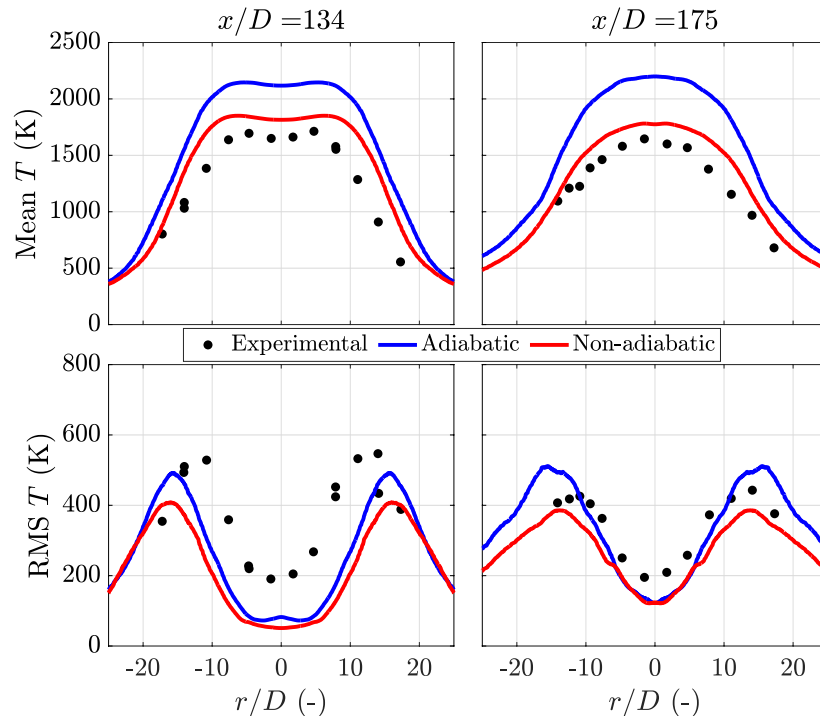 x/D =134
x/D =175
2500
2000
1500
1000
500
0
Mean T (K)
Experimental
Adiabatic
Non-adiabatic
800
600
400
200
0
RMS T (K)
-20 -10 0 10 20
-20 -10 0 10 20
r/D (-)
r/D (-)